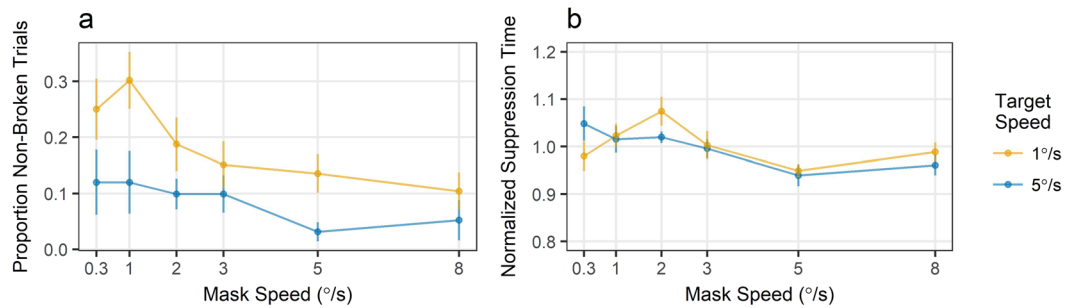 a
Proportion Non-Broken Trials
0.3
0.2
0.1
0.0
0.3 1 2 3 5 8
Mask Speed (°/s)
b
Normalized Suppression Time
1.2
1.1
1.0
0.9
0.8
0.3 1 2 3 5 8
Mask Speed (°/s)
Target
Speed
1°/s
5°/s